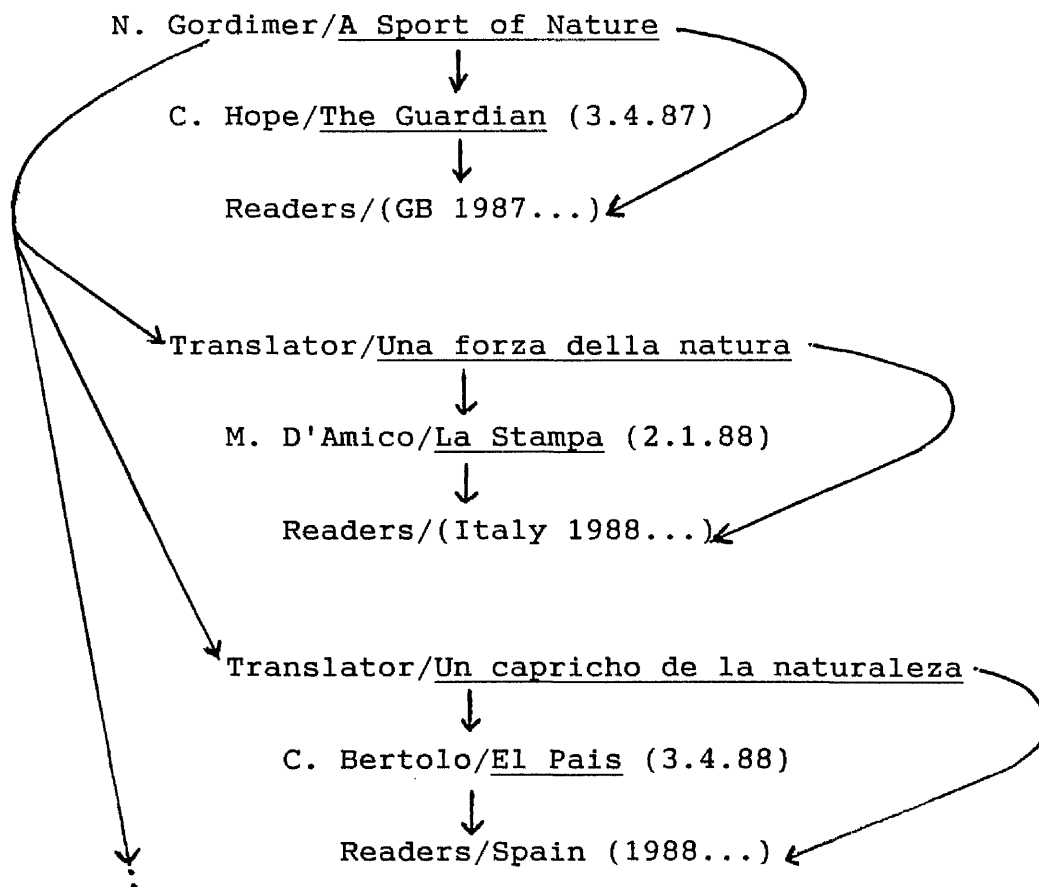 N. Gordimer/A Sport of Nature
C. Hope/The Guardian (3.4.87)
Readers/(GB 1987...)
Translator/Una forza della natura
M. D'Amico/La Stampa (2.1.88)
Readers/(Italy 1988...)
Translator/Un capricho de la naturaleza
C. Bertolo/El Pais (3.4.88)
Readers/Spain (1988...)